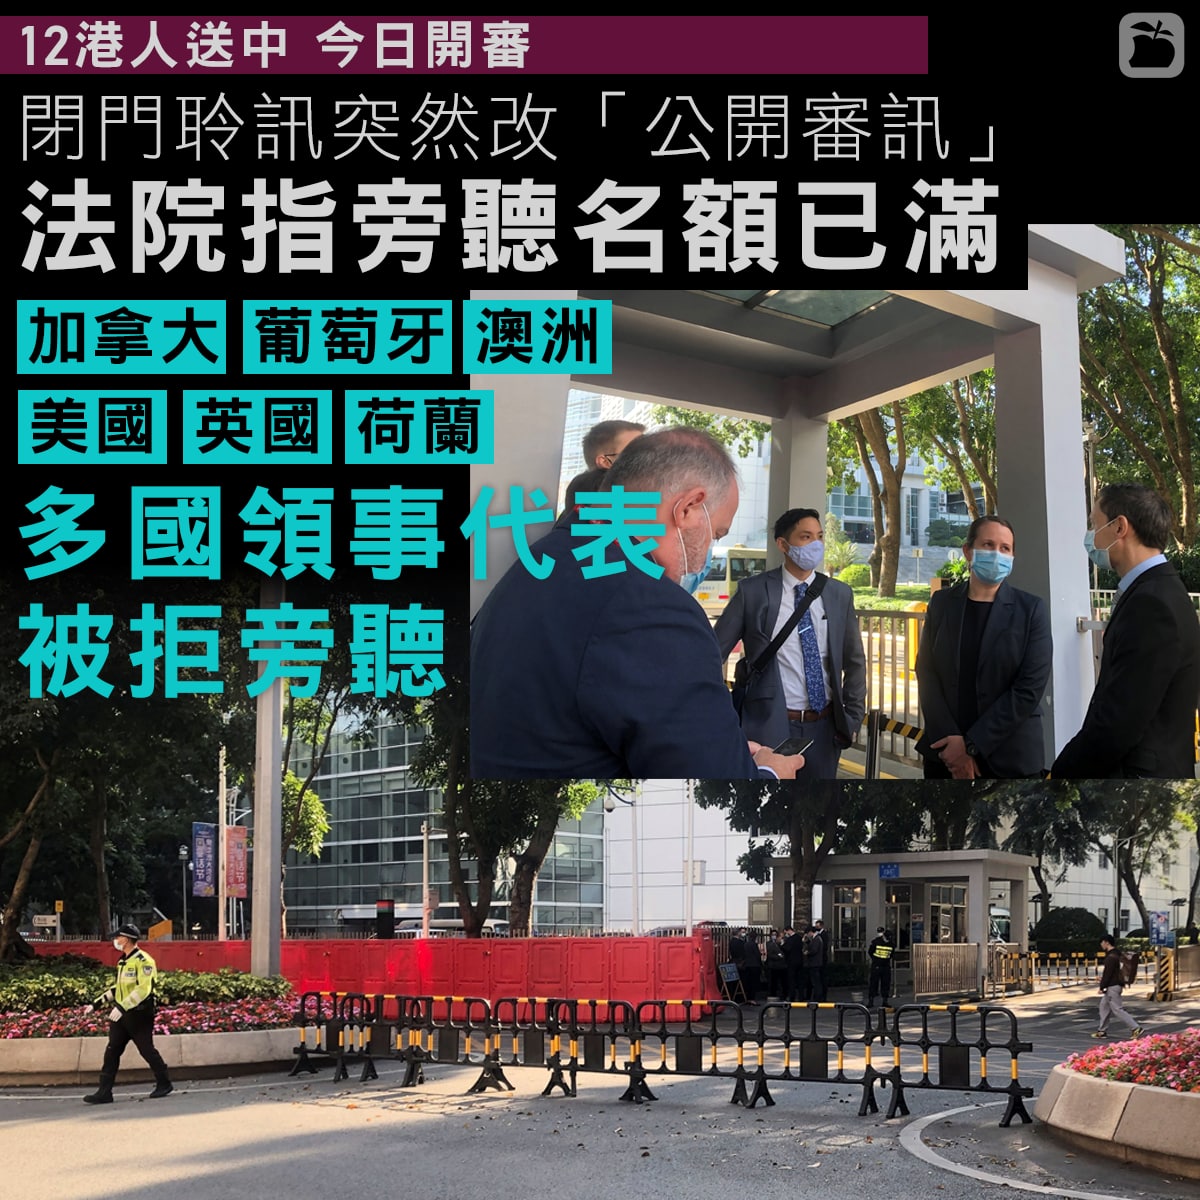 12港人送中 今日開審
閉門聆訊突然改「公開審訊」
法院指旁聽名額已滿
加拿大 葡萄牙 澳洲
美國 英國 荷蘭
多國領事代表
被拒旁聽